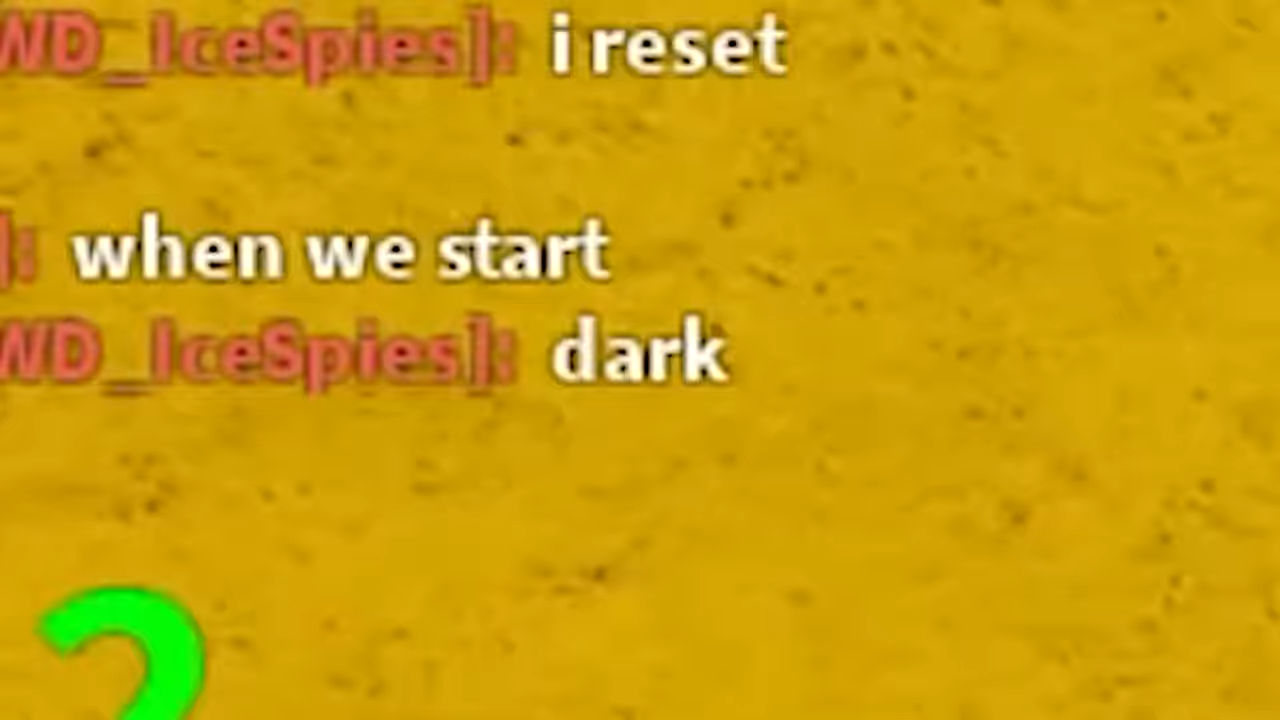 WD_IceSpies]: i reset
]: when we start
WD_IceSpies]: dark